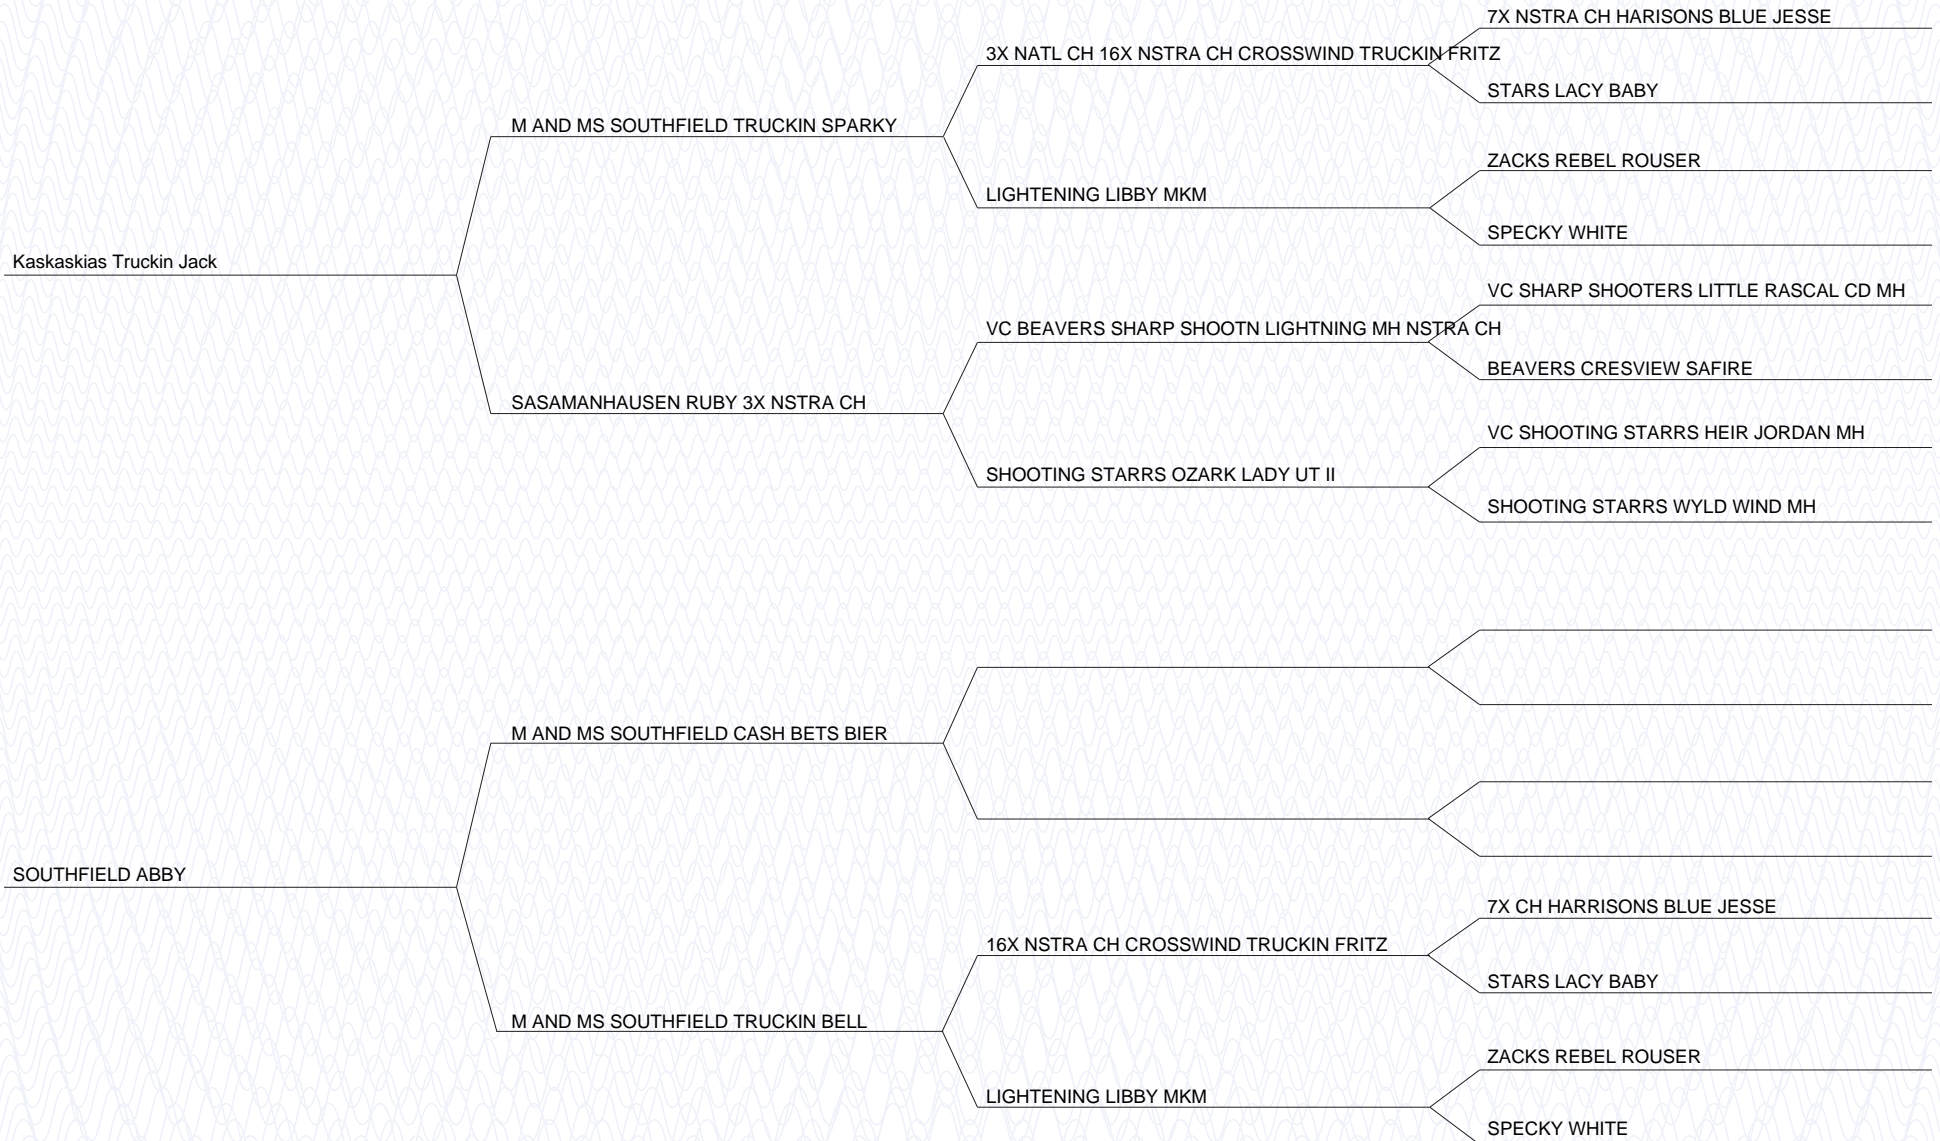 7X NSTRA CH HARISONS BLUE JESSE
3X NATL CH 16X NSTRA CH CROSSWIND TRUCKIN FRITZ
STARS LACY BABY
M AND MS SOUTHFIELD TRUCKIN SPARKY
ZACKS REBEL ROUSER
LIGHTENING LIBBY MKM
SPECKY WHITE
Kaskaskias Truckin Jack
VC SHARP SHOOTERS LITTLE RASCAL CD MH
VC BEAVERS SHARP SHOOTN LIGHTNING MH NSTRA CH
BEAVERS CRESVIEW SAFIRE
SASAMANHAUSEN RUBY 3X NSTRA CH
VC SHOOTING STARRS HEIR JORDAN MH
SHOOTING STARRS OZARK LADY UT II
SHOOTING STARRS WYLD WIND MH
M AND MS SOUTHFIELD CASH BETS BIER
SOUTHFIELD ABBY
7X CH HARRISONS BLUE JESSE
16X NSTRA CH CROSSWIND TRUCKIN FRITZ
STARS LACY BABY
M AND MS SOUTHFIELD TRUCKIN BELL
ZACKS REBEL ROUSER
LIGHTENING LIBBY MKM
SPECKY WHITE